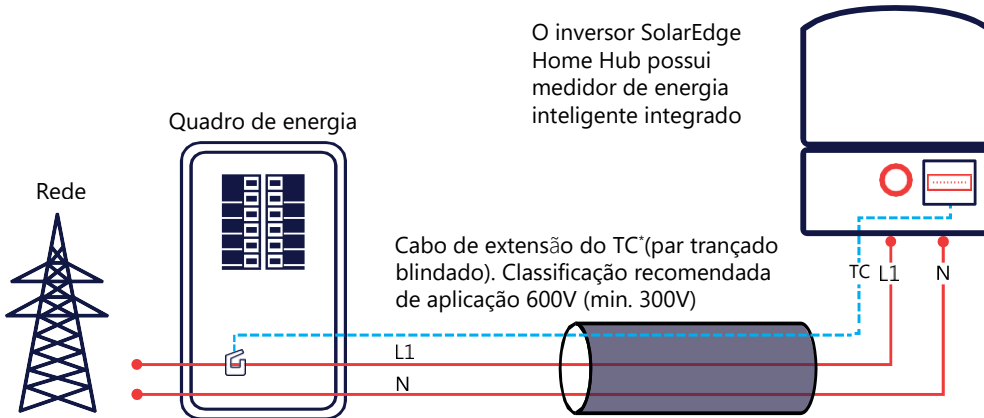 O inversor SolarEdge
Home Hub possui
medidor de energia
inteligente integrado
Quadro de energia
Rede
Cabo de extensão do TC*(par trançado
blindado). Classificação recomendada
de aplicação 600V (min. 300V)
TC L1 N
L1
N